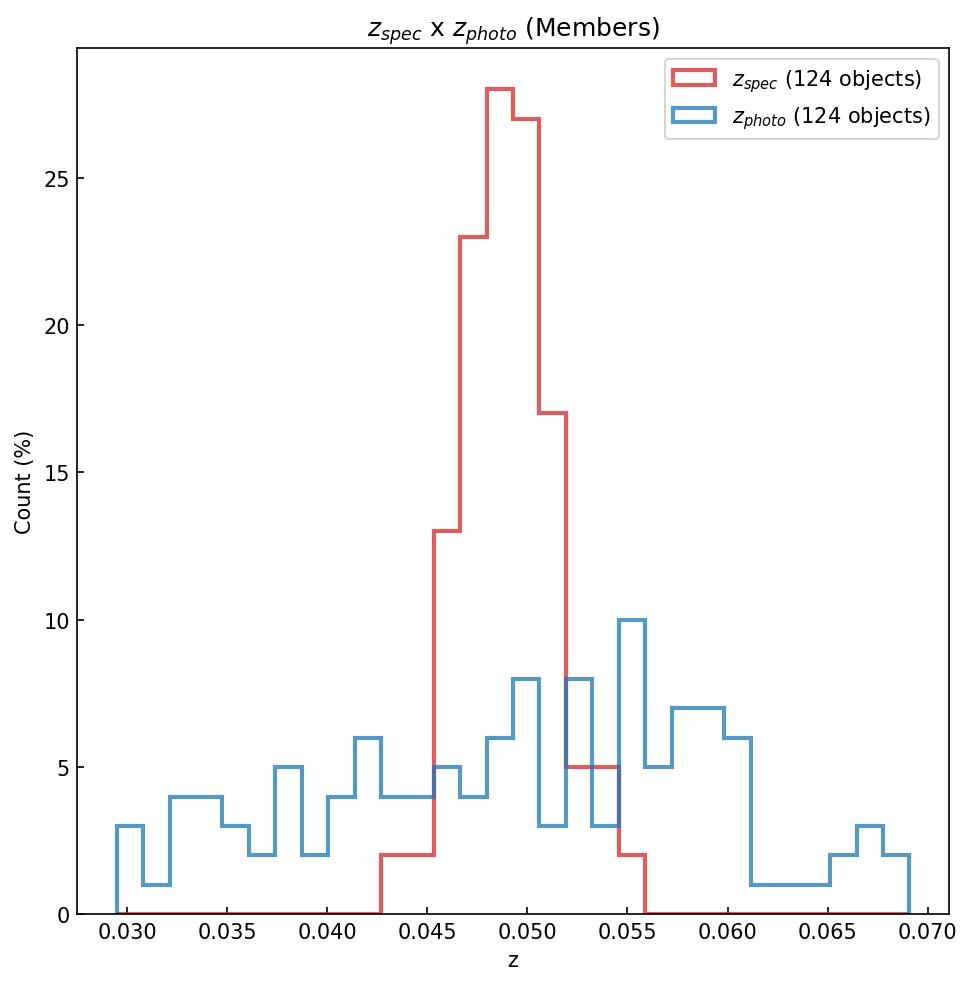 z_spec x z_photo (Members)
z_spec (124 objects)
z_photo (124 objects)
Count (%)
25
20
15
10
5
0
0.030 0.035 0.040 0.045 0.050 0.055 0.060 0.065 0.070
z